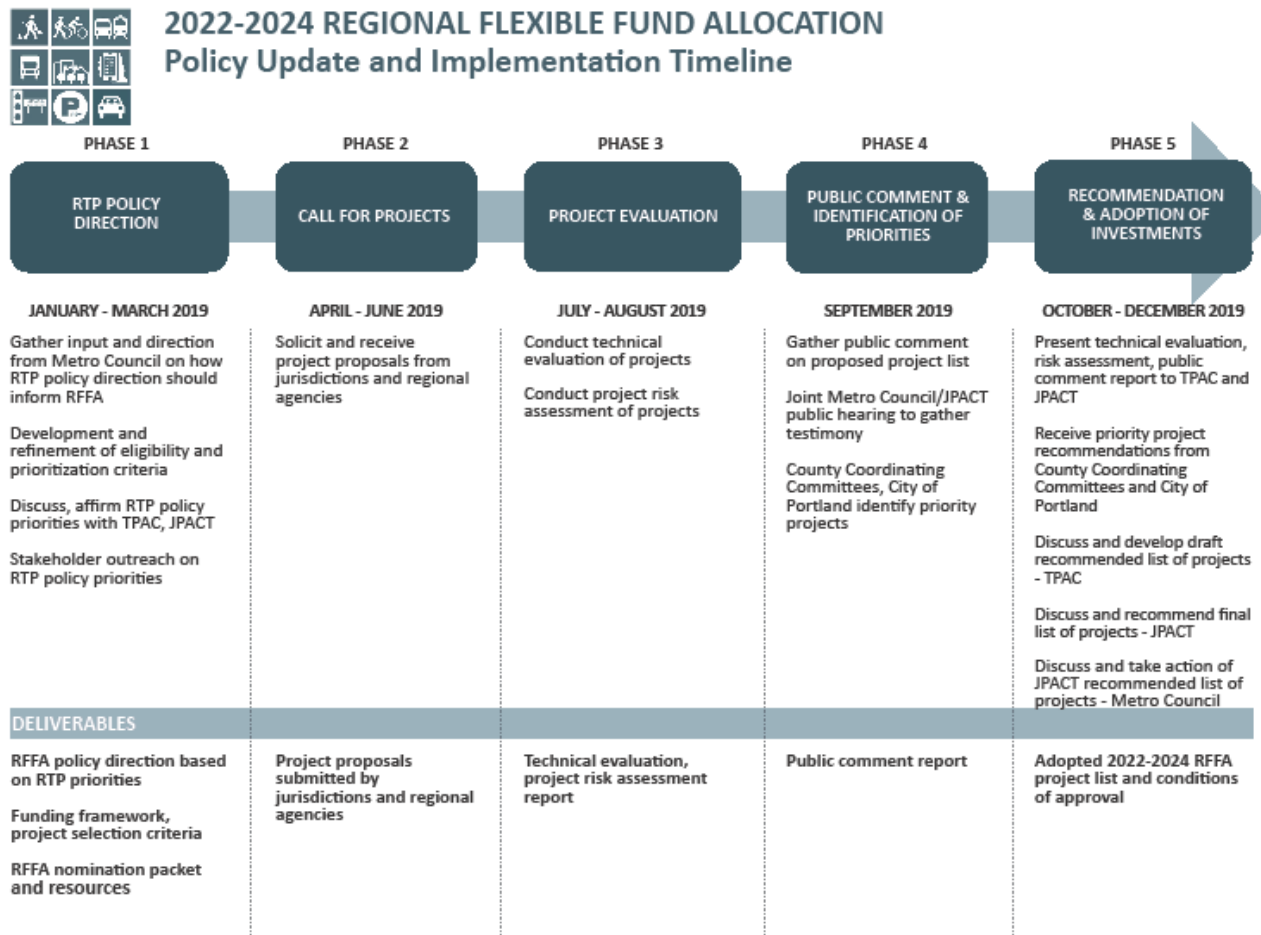 2022-2024 REGIONAL FLEXIBLE FUND ALLOCATION
Policy Update and Implementation Timeline
PHASE 1
RTP POLICY
DIRECTION
JANUARY - MARCH 2019
Gather input and direction
from Metro Council on how
RTP policy direction should
inform RFFA
Development and
refinement of eligibility and
prioritization criteria
Discuss, affirm RTP policy
priorities with TPAC, JPACT
Stakeholder outreach on
RTP policy priorities
PHASE 2
CALL FOR PROJECTS
APRIL - JUNE 2019
Solicit and receive
project proposals from
jurisdictions and regional
agencies
PHASE 3
PROJECT EVALUATION
JULY - AUGUST 2019
Conduct technical
evaluation of projects
Conduct project risk
assessment of projects
PHASE 4
PUBLIC COMMENT &
IDENTIFICATION OF
PRIORITIES
SEPTEMBER 2019
Gather public comment
on proposed project list
Joint Metro Council/JPACT
public hearing to gather
testimony
County Coordinating
Committees, City of
Portland identify priority
projects
PHASE 5
RECOMMENDATION
& ADOPTION OF
INVESTMENTS
OCTOBER - DECEMBER 2019
Present technical evaluation,
risk assessment, public
comment report to TPAC and
JPACT
Receive priority project
recommendations from
County Coordinating
Committees and City of
Portland
Discuss and develop draft
recommended list of projects
- TPAC
Discuss and recommend final
list of projects - JPACT
Discuss and take action of
JPACT recommended list of
projects - Metro Council
DELIVERABLES
RFFA policy direction based
on RTP priorities
Funding framework,
project selection criteria
RFFA nomination packet
and resources
Project proposals
submitted by
jurisdictions and regional
agencies
Technical evaluation,
project risk assessment
report
Public comment report
Adopted 2022-2024 RFFA
project list and conditions
of approval